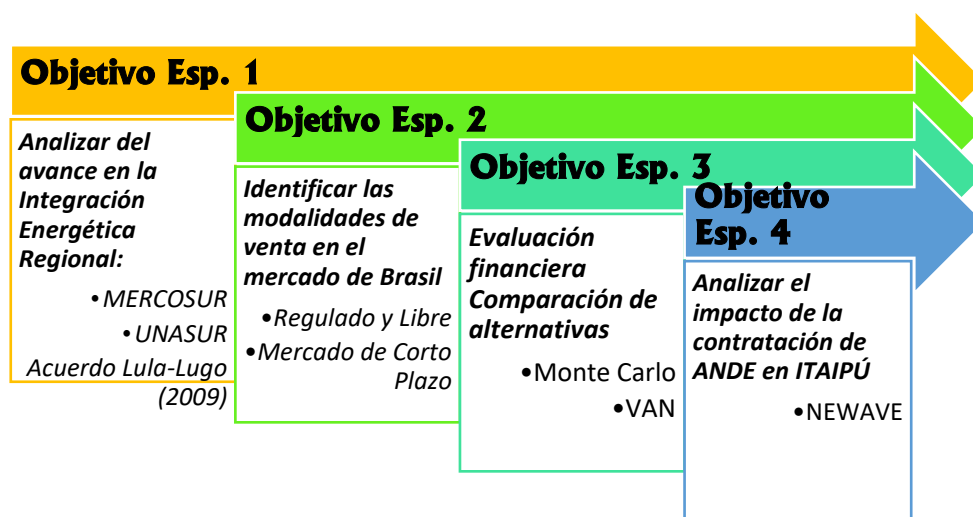 Objetivo Esp. 1
Analizar del
avance en la
Integración
Energética
Regional:
•MERCOSUR
•UNASUR
Acuerdo Lula-Lugo
(2009)
Objetivo Esp. 2
Identificar las
modalidades de
venta en el
mercado de Brasil
•Regulado y Libre
•Mercado de Corto
Plazo
Objetivo Esp. 3
Evaluación
financiera
Comparación de
alternativas
•Monte Carlo
•VAN
Objetivo
Esp. 4
Analizar el
impacto de la
contratación de
ANDE en ITAIPÚ
•NEWAVE